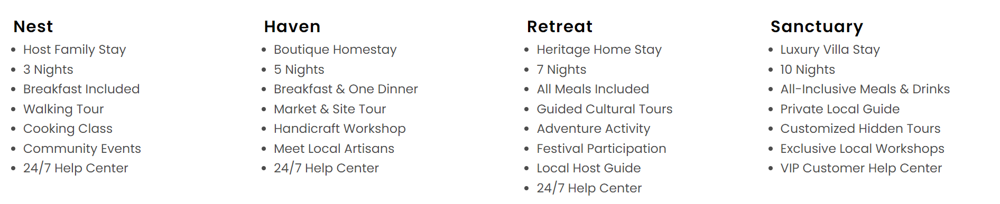 Nest
• Host Family Stay
• 3 Nights
• Breakfast Included
• Walking Tour
• Cooking Class
• Community Events
• 24/7 Help Center
Haven
• Boutique Homestay
• 5 Nights
• Breakfast & One Dinner
• Market & Site Tour
• Handicraft Workshop
• Meet Local Artisans
• 24/7 Help Center
Retreat
• Heritage Home Stay
• 7 Nights
• All Meals Included
• Guided Cultural Tours
• Adventure Activity
• Festival Participation
• Local Host Guide
• 24/7 Help Center
Sanctuary
• Luxury Villa Stay
• 10 Nights
• All-Inclusive Meals & Drinks
• Private Local Guide
• Customized Hidden Tours
• Exclusive Local Workshops
• VIP Customer Help Center